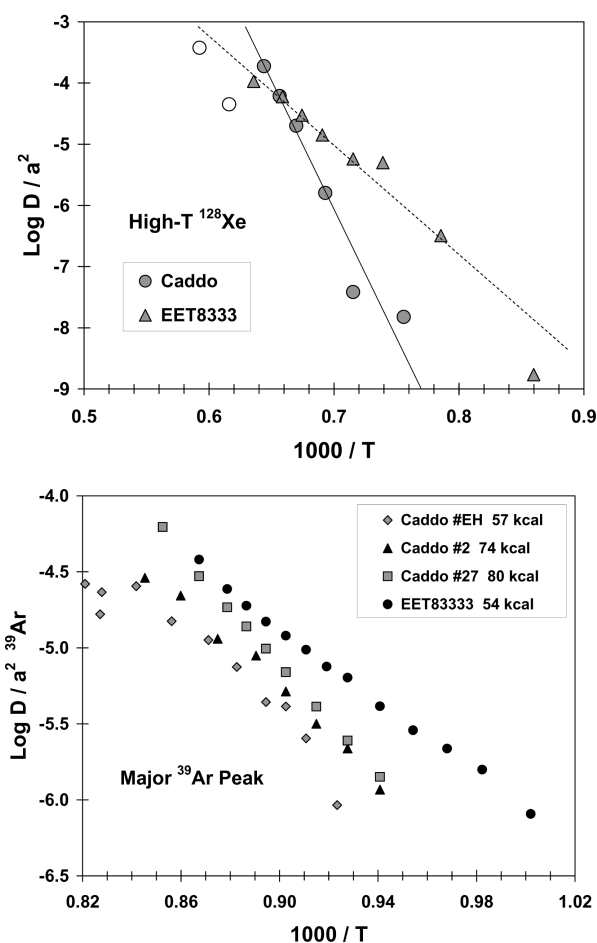 -3
-4
-5
-6
-7
-8
-9
Log D / a²
High-T ¹²⁸Xe
Caddo
EET8333
0.5 0.6 0.7 0.8 0.9
1000 / T
-4.0
-4.5
-5.0
-5.5
-6.0
-6.5
Log D / a² ³⁹Ar
Caddo #EH 57 kcal
Caddo #2 74 kcal
Caddo #27 80 kcal
EET83333 54 kcal
Major ³⁹Ar Peak
0.82 0.86 0.90 0.94 0.98 1.02
1000 / T